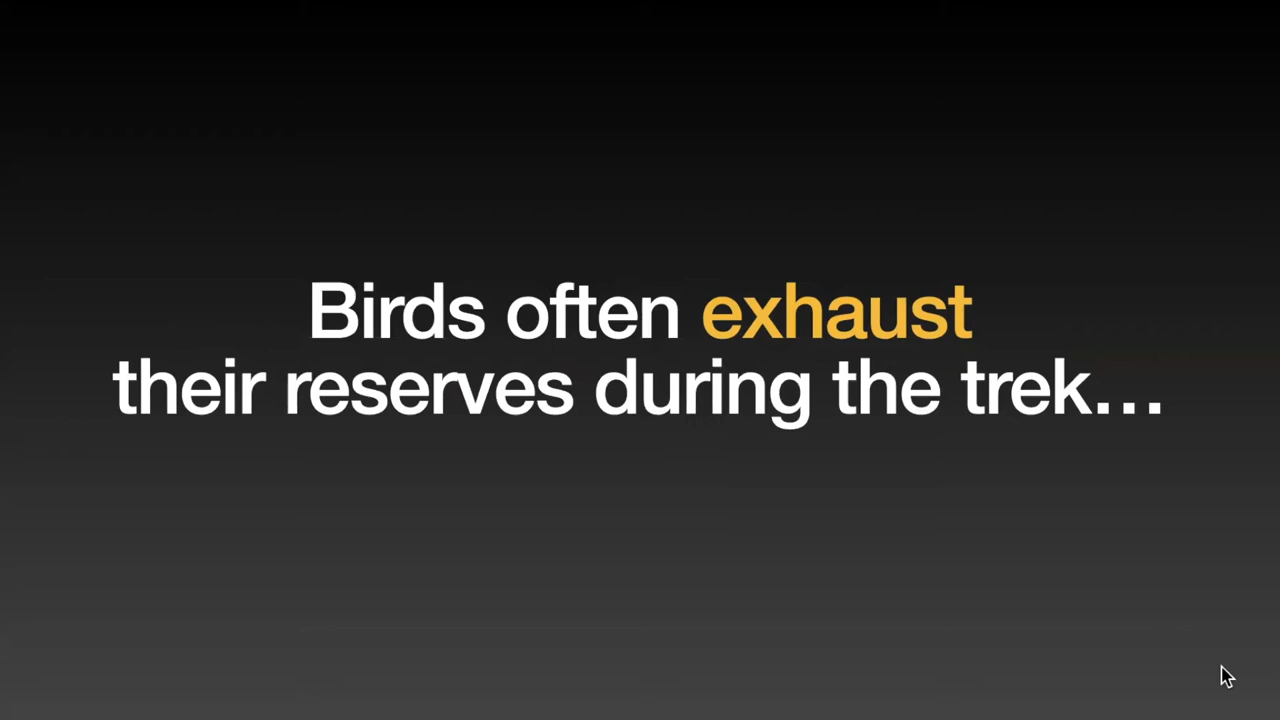 Birds often exhaust
their reserves during the trek…